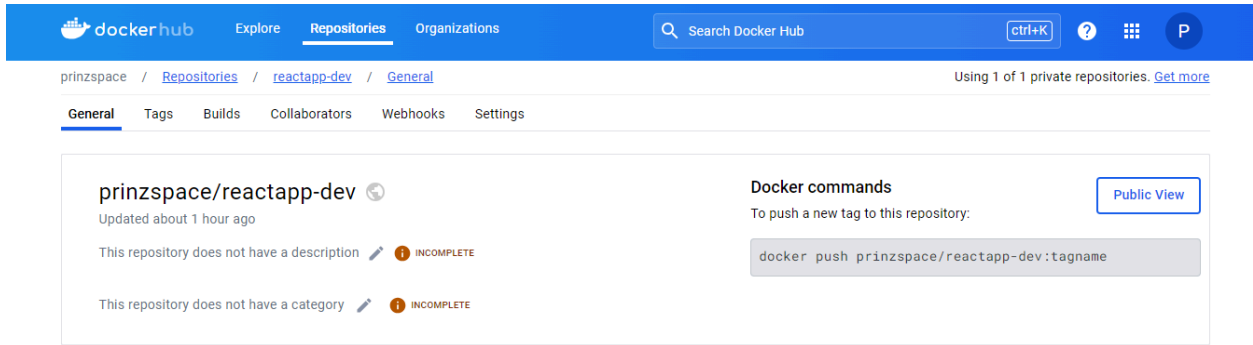 dockerhub Explore Repositories Organizations Search Docker Hub ctrl+K ? P
prinzspace / Repositories / reactapp-dev / General Using 1 of 1 private repositories. Get more
General Tags Builds Collaborators Webhooks Settings
prinzspace/reactapp-dev
Updated about 1 hour ago
This repository does not have a description i INCOMPLETE
This repository does not have a category i INCOMPLETE
Docker commands
Public View
To push a new tag to this repository:
docker push prinzspace/reactapp-dev:tagname